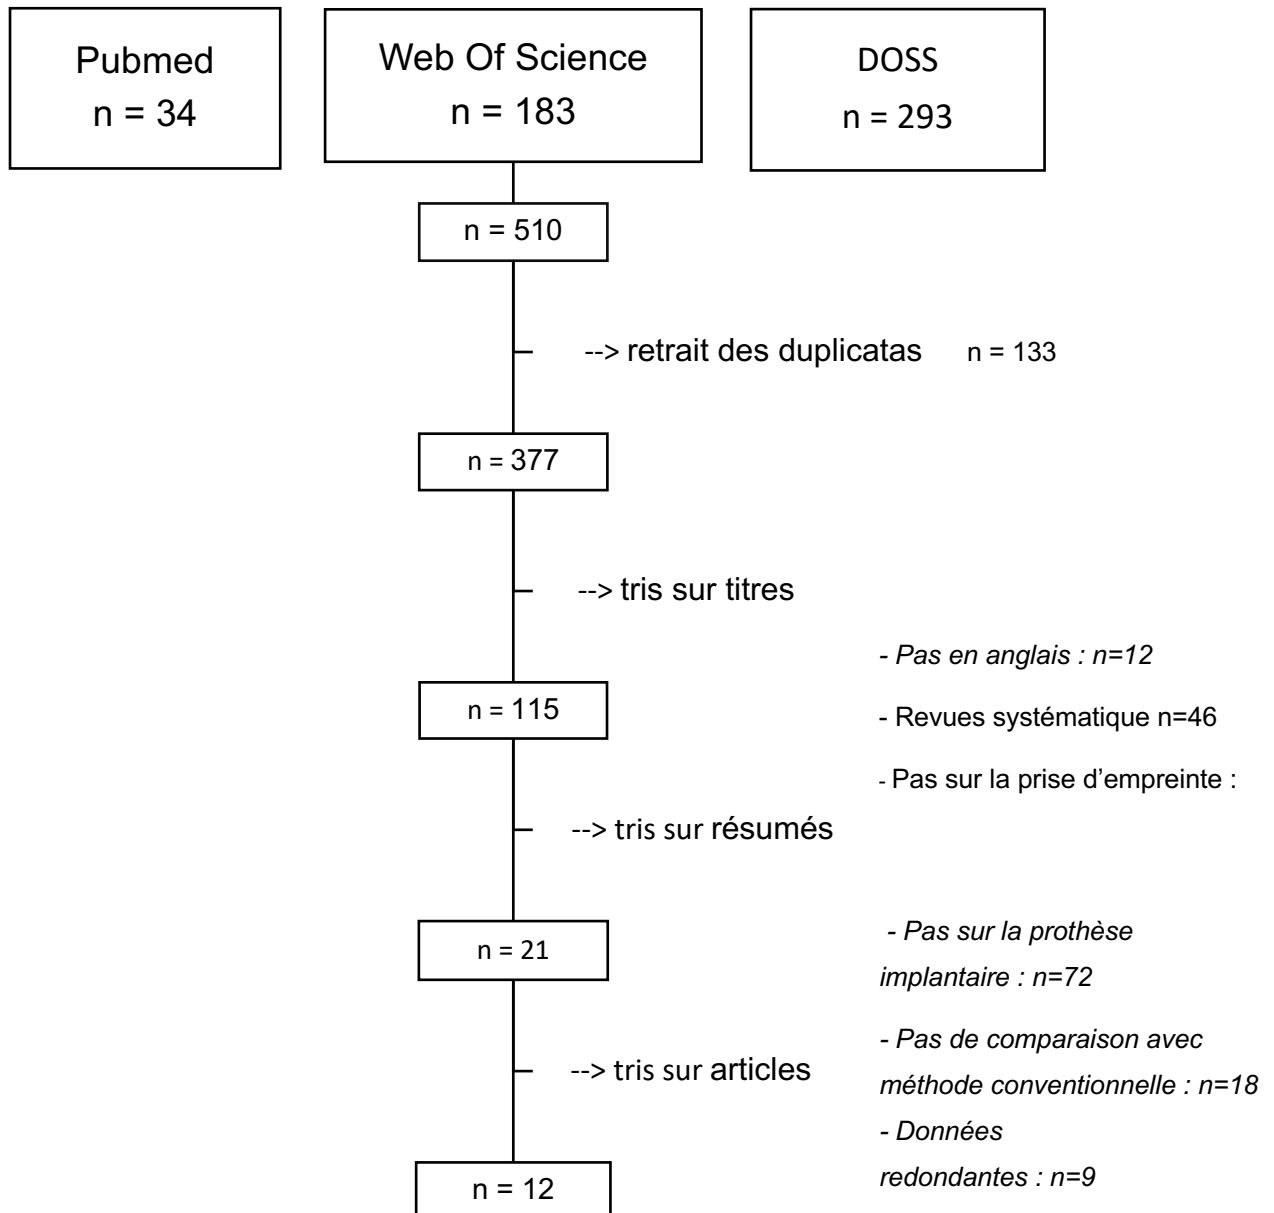 Pubmed
n = 34
Web Of Science
n = 183
DOSS
n = 293
n = 510
--> retrait des duplicatas n = 133
n = 377
--> tris sur titres
- Pas en anglais : n=12
n = 115
- Revues systématique n=46
- Pas sur la prise d’empreinte :
--> tris sur résumés
- Pas sur la prothèse
implantaire : n=72
n = 21
- Pas de comparaison avec
méthode conventionnelle : n=18
--> tris sur articles
- Données
redondantes : n=9
n = 12